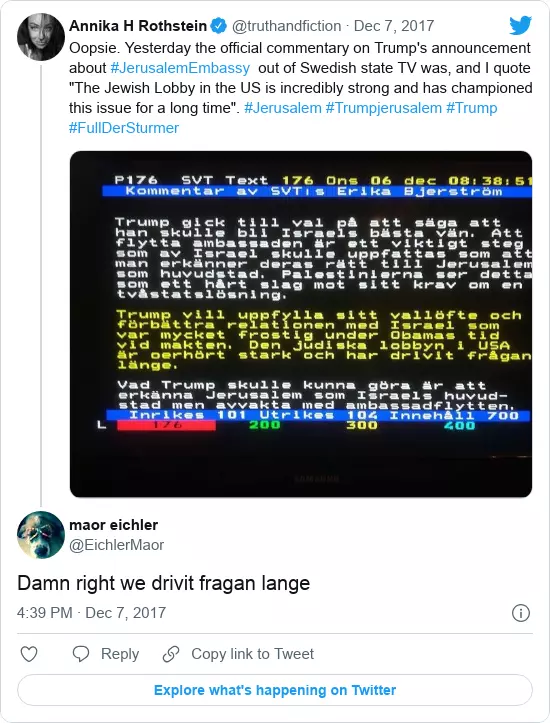 Annika H Rothstein @truthandfiction · Dec 7, 2017
Oopsie. Yesterday the official commentary on Trump's announcement
about #JerusalemEmbassy out of Swedish state TV was, and I quote
"The Jewish Lobby in the US is incredibly strong and has championed
this issue for a long time". #Jerusalem #Trumpjerusalem #Trump
#FullDerSturmer
P176 SVT Text 176 Ons 06 dec 08:38:51
Kommentar av SVT:s Erika Bjerström
Trump gick till val på att säga att
han skulle bli Israels bästa vän. Att
flytta ambassaden är ett viktigt steg
som av Israel skulle uppfattas som att
man erkänner deras rätt till Jerusalem
som huvudstad. Palestinierna ser detta
som ett hårt slag mot sitt krav om en
tvåstatslösning.
Trump vill uppfylla sitt vallöfte och
förbättra relationen med Israel som
var mycket frostig under Obamas tid
vid makten. Den judiska lobbyn i USA
är oerhört stark och har drivit frågan
länge.
Vad Trump skulle kunna göra är att
erkänna Jerusalem som Israels huvud-
stad men avvakta med ambassadflytten.
Inrikes 101 Utrikes 104 Innehåll 700
L 176 200 300 400
SAMSUNG
maor eichler
@EichlerMaor
Damn right we drivit fragan lange
4:39 PM · Dec 7, 2017
Reply Copy link to Tweet
Explore what's happening on Twitter